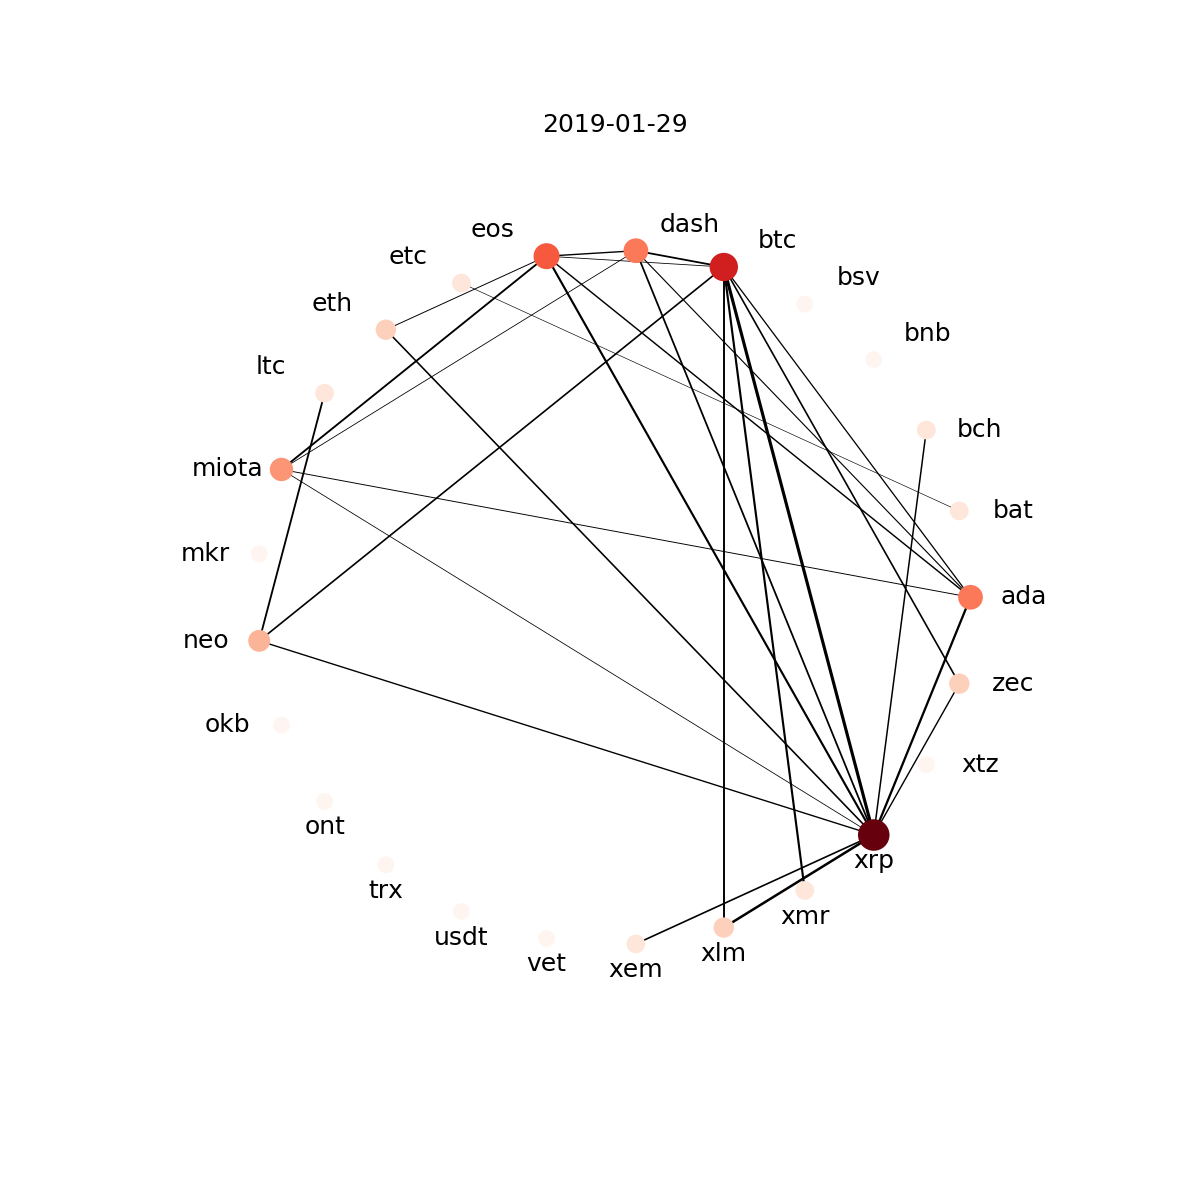 2019-01-29
dash
eos
btc
etc
bsv
eth
bnb
ltc
bch
miota
bat
mkr
ada
neo
zec
okb
xtz
ont
xrp
trx
xmr
usdt
xlm
vet
xem